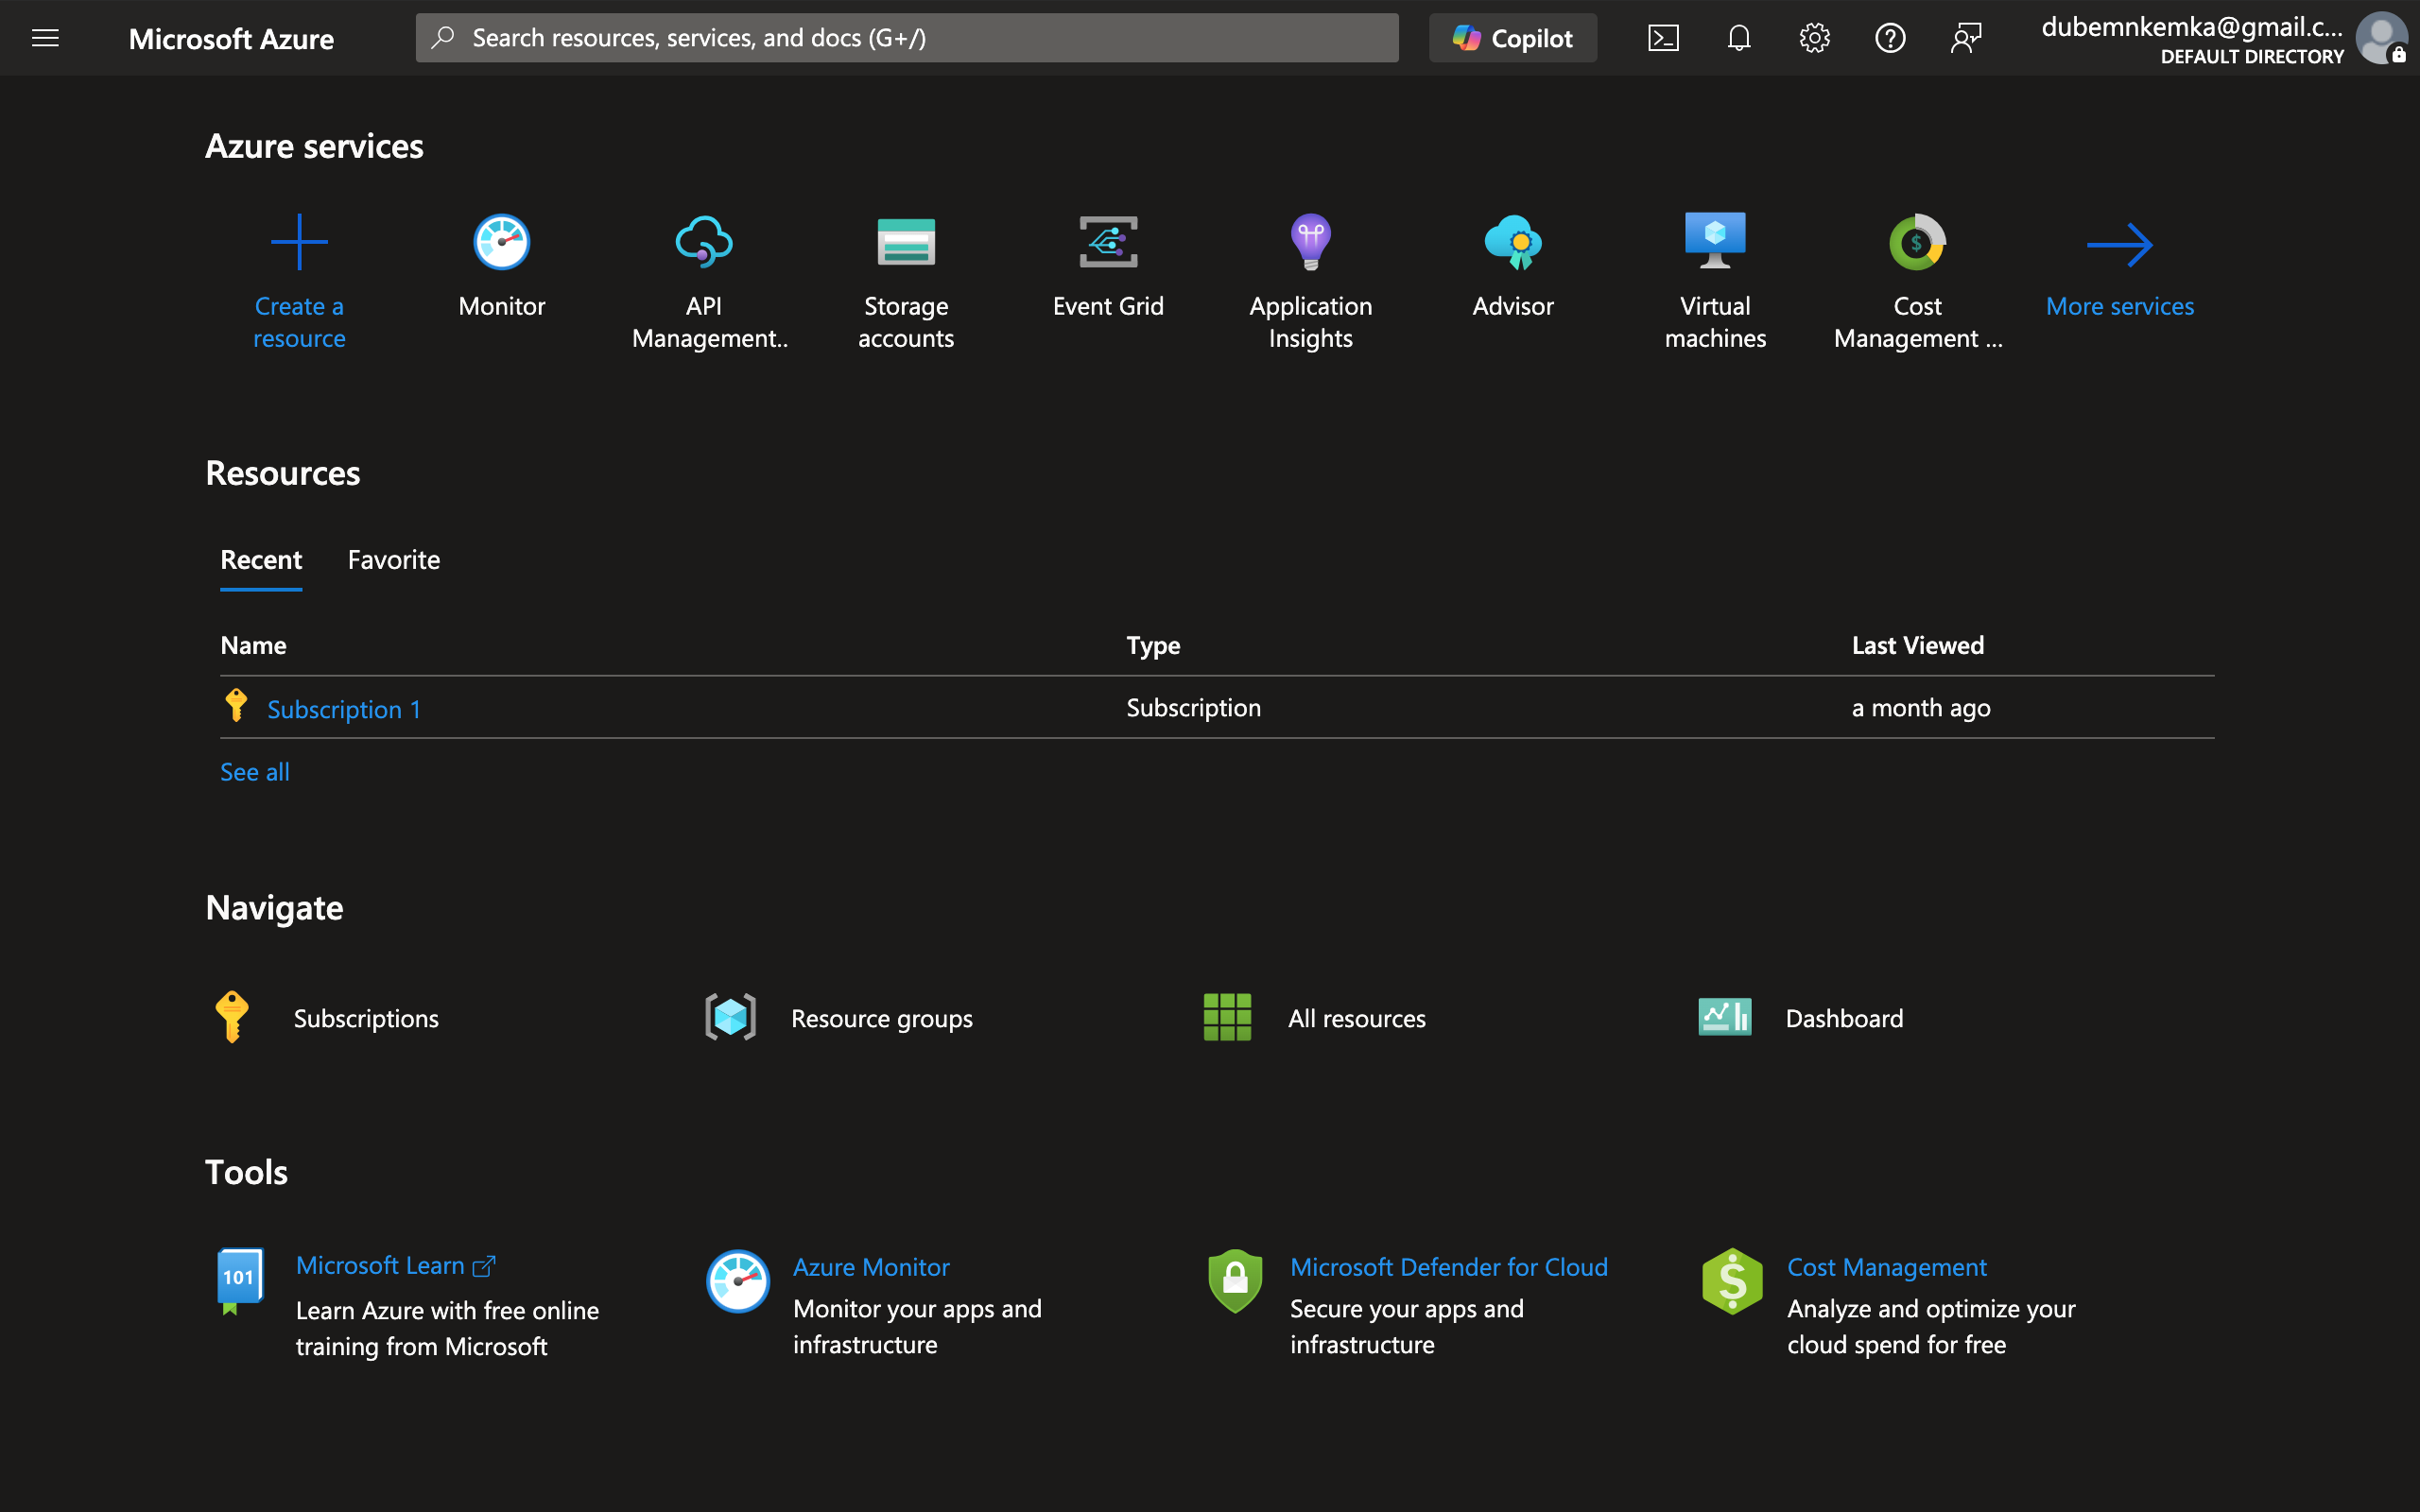 Microsoft Azure
Search resources, services, and docs (G+/)
Copilot
dubemnkemka@gmail.c...
DEFAULT DIRECTORY
Azure services
Create a
resource
Monitor
API
Management..
Storage
accounts
Event Grid
Application
Insights
Advisor
Virtual
machines
Cost
Management ...
More services
Resources
Recent Favorite
Name Type Last Viewed
Subscription 1 Subscription a month ago
See all
Navigate
Subscriptions Resource groups All resources Dashboard
Tools
101
Microsoft Learn
Learn Azure with free online
training from Microsoft
Azure Monitor
Monitor your apps and
infrastructure
Microsoft Defender for Cloud
Secure your apps and
infrastructure
Cost Management
Analyze and optimize your
cloud spend for free